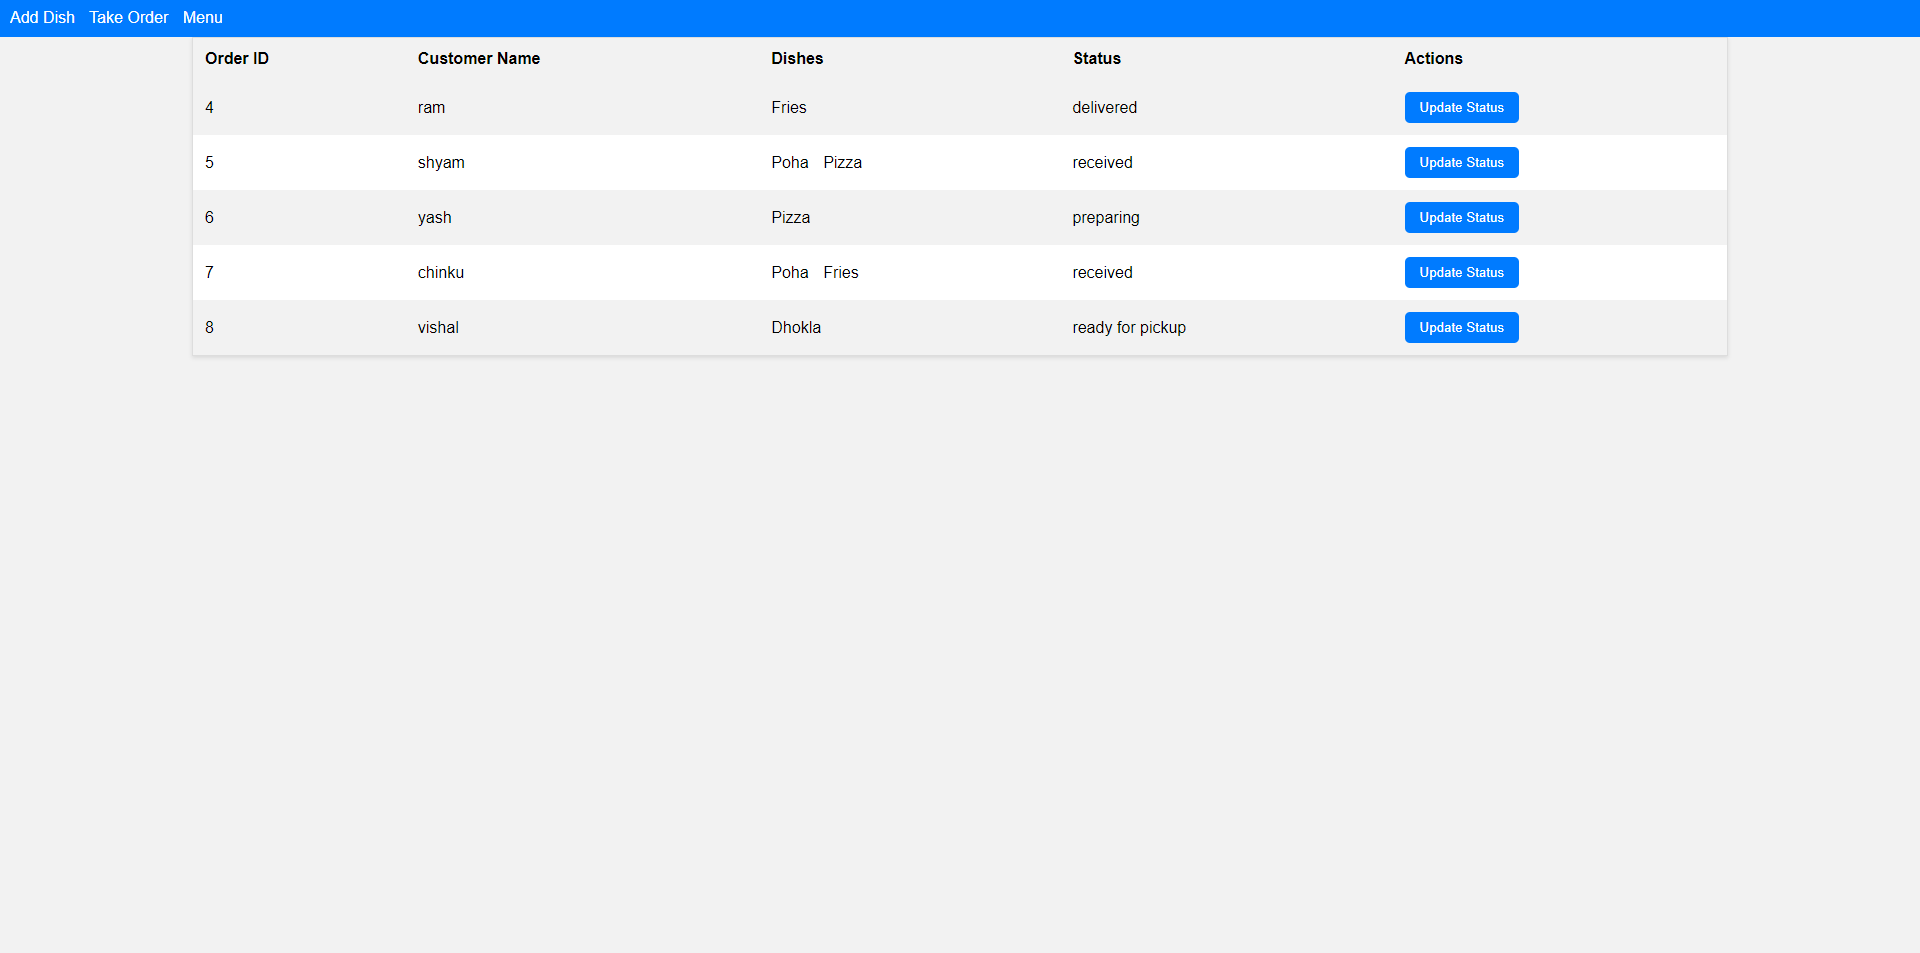 Add Dish Take Order Menu
Order ID Customer Name Dishes Status Actions
4 ram Fries delivered Update Status
5 shyam Poha Pizza received Update Status
6 yash Pizza preparing Update Status
7 chinku Poha Fries received Update Status
8 vishal Dhokla ready for pickup Update Status